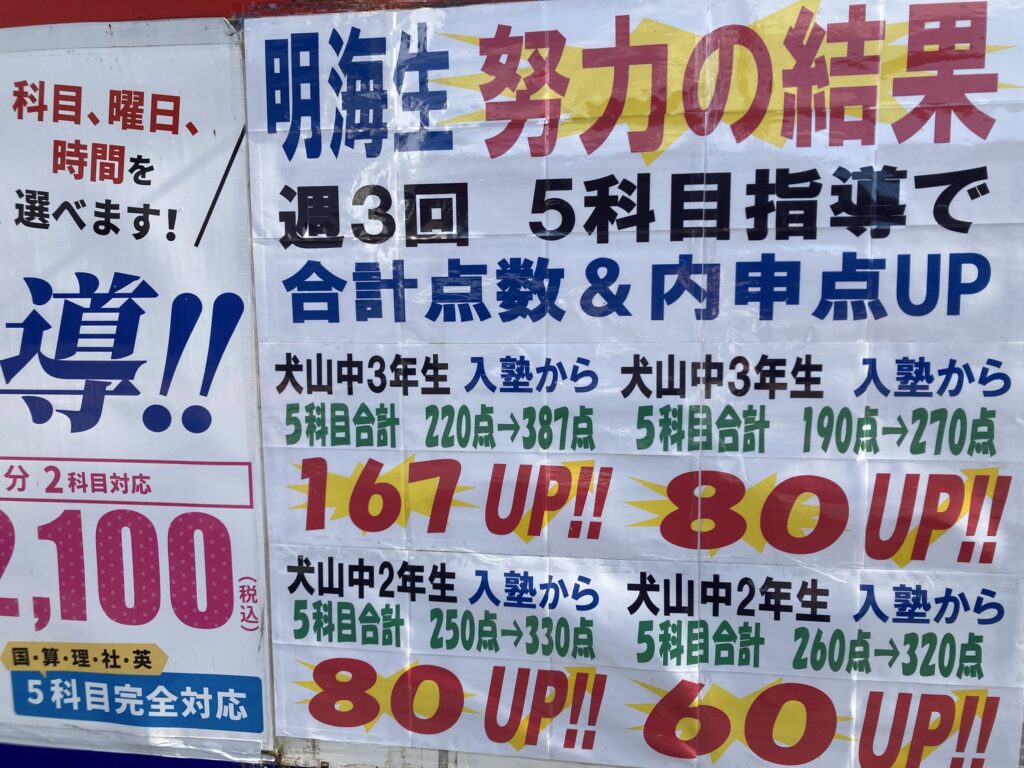 科目、曜日、
時間を
選べます!
導!!
分 2科目対応
2,100
(税込)
国・算・理・社・英
5科目完全対応
明海生 努力の結果
週3回 5科目指導で
合計点数&内申点UP
犬山中3年生 入塾から
5科目合計 220点→387点
167 UP!!
犬山中3年生 入塾から
5科目合計 190点→270点
80 UP!!
犬山中2年生 入塾から
5科目合計 250点→330点
80 UP!!
犬山中2年生 入塾から
5科目合計 260点→320点
60 UP!!